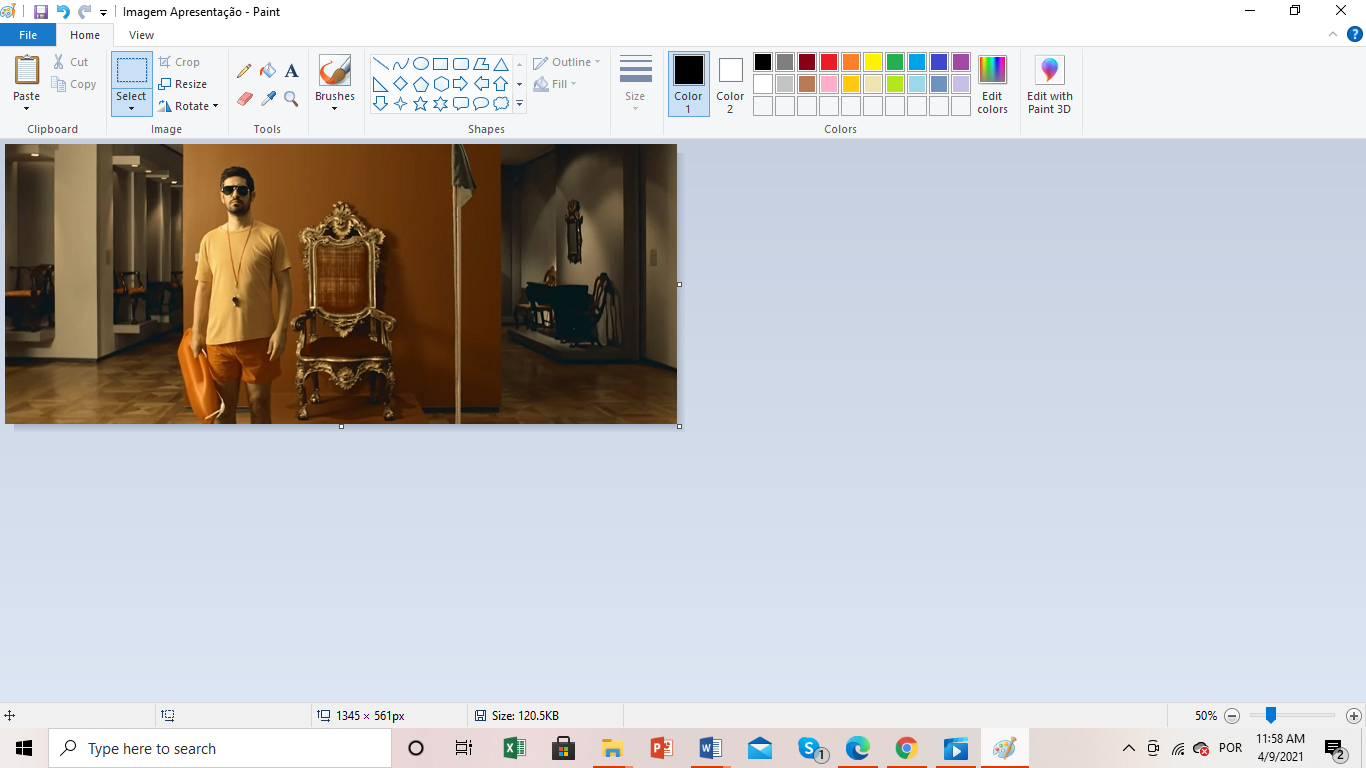 Imagem Apresentação - Paint
File
Home
View
Paste
Cut
Copy
Clipboard
Select
Crop
Resize
Rotate
Image
A
Tools
Brushes
Outline
Fill
Shapes
Size
Color
1
Color
2
Edit
colors
Colors
Edit with
Paint 3D
1345 × 561px
Size: 120.5KB
50%
Type here to search
1
POR
11:58 AM
4/9/2021
2